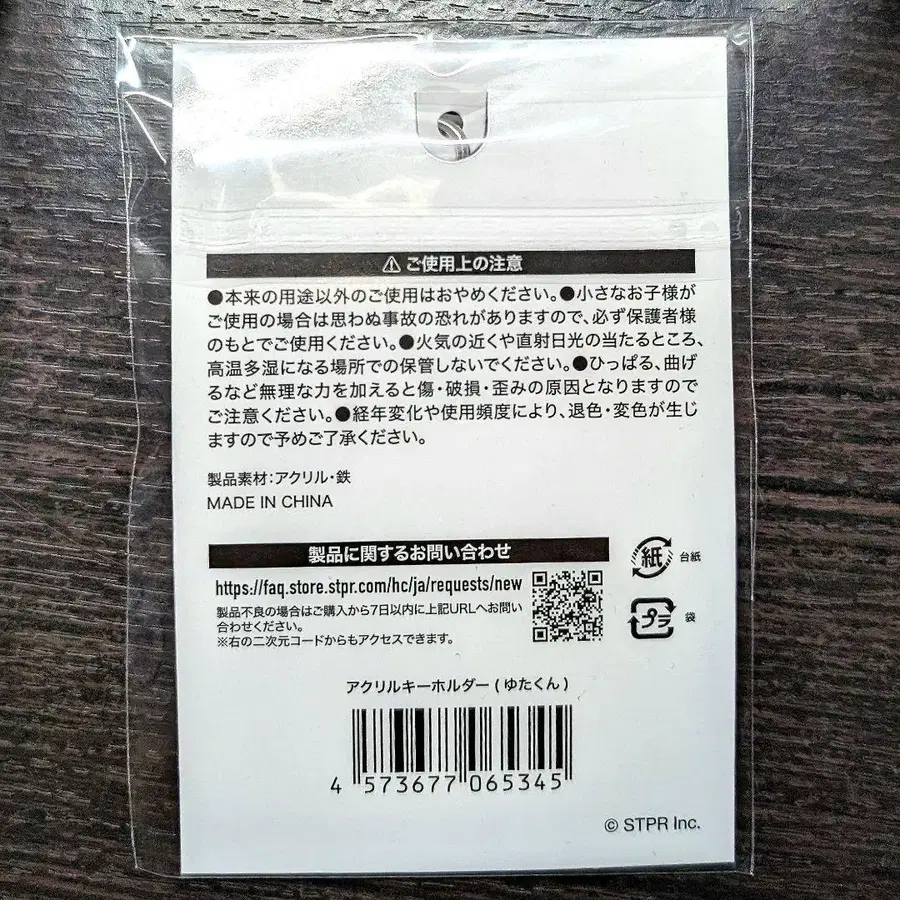 ⚠ ご使用上の注意
●本来の用途以外のご使用はおやめください。●小さなお子様が
ご使用の場合は思わぬ事故の恐れがありますので、必ず保護者様
のもとでご使用ください。●火気の近くや直射日光の当たるところ、
高温多湿になる場所での保管しないでください。●ひっぱる、曲げ
るなど無理な力を加えると傷・破損・歪みの原因となりますので
ご注意ください。●経年変化や使用頻度により、退色・変色が生じ
ますので予めご了承ください。
製品素材:アクリル・鉄
MADE IN CHINA
製品に関するお問い合わせ
https://faq.store.stpr.com/hc/ja/requests/new
製品不良の場合はご購入から7日以内に上記URLへお問い
合わせください。
※右の二次元コードからもアクセスできます。
紙 台紙
プラ 袋
アクリルキーホルダー(ゆたくん)
4 573677 065345
© STPR Inc.